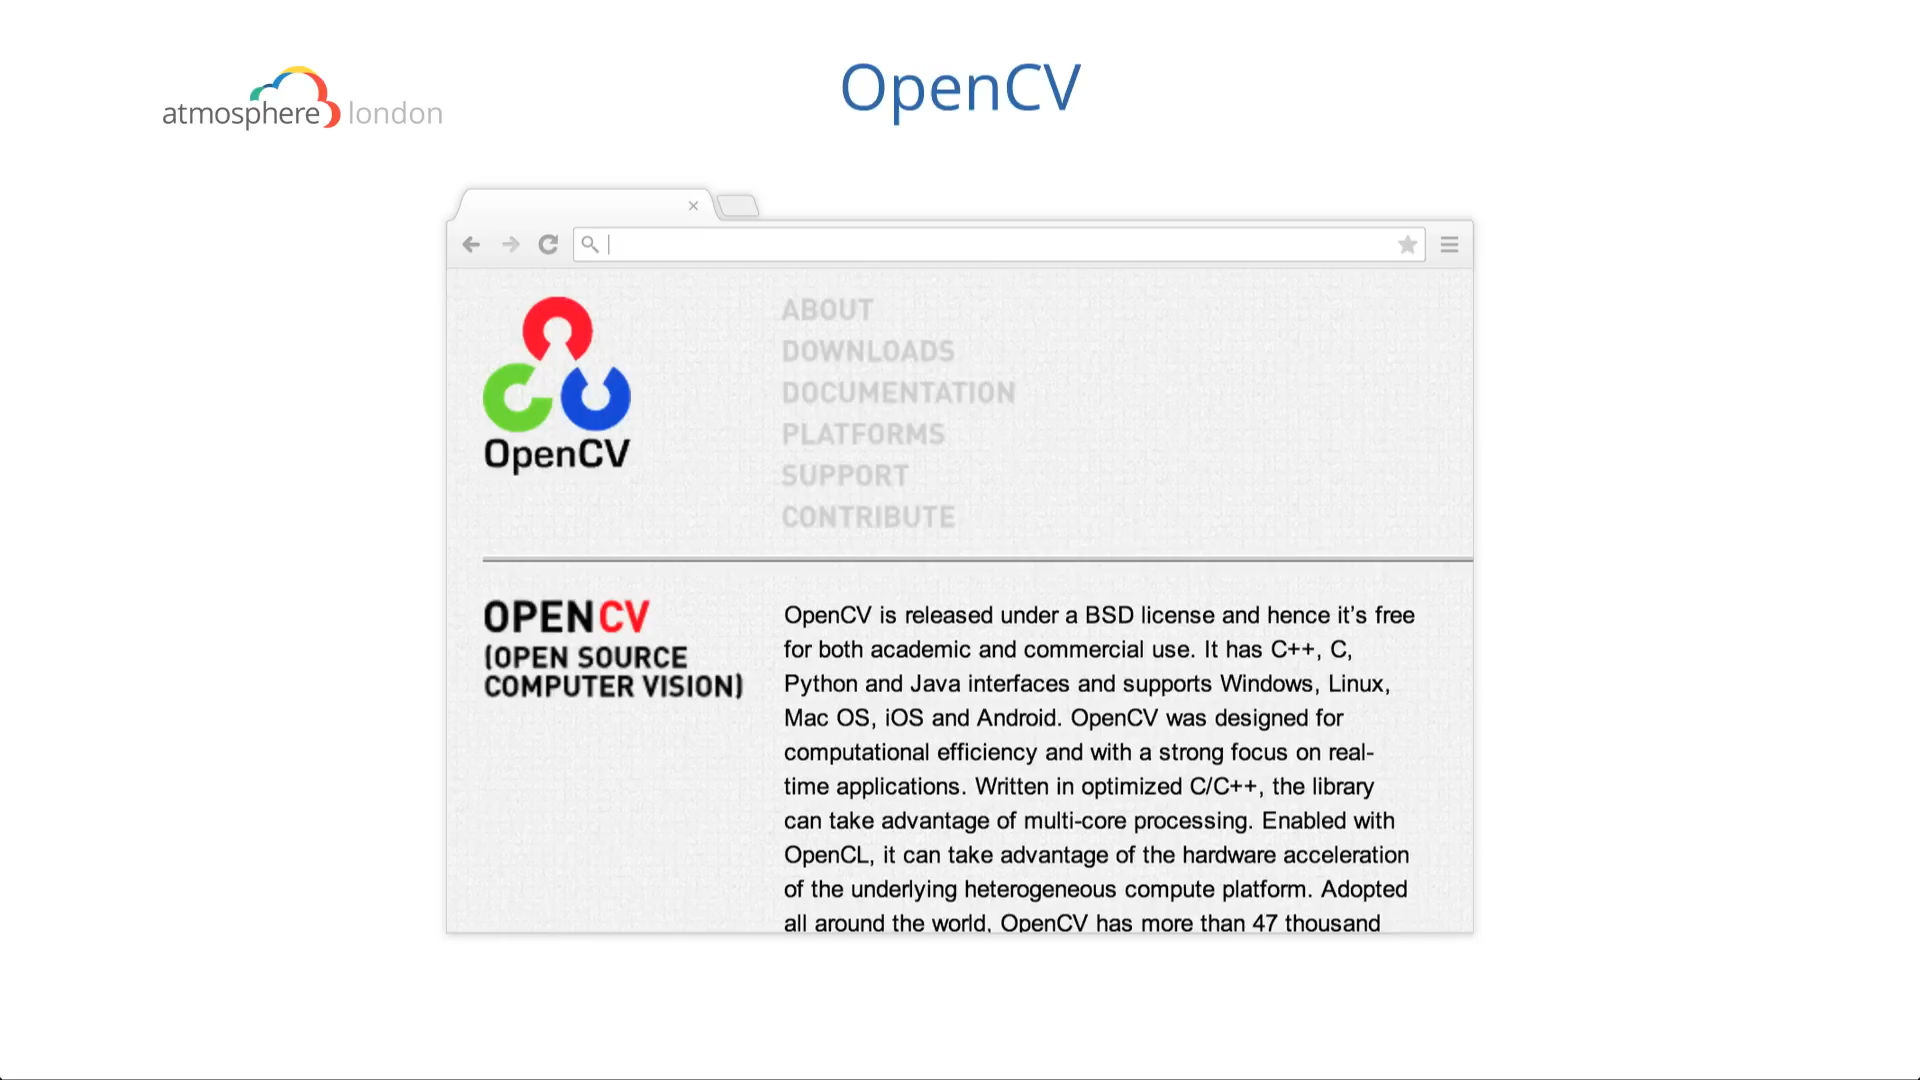 atmosphere london
OpenCV
OpenCV
ABOUT
DOWNLOADS
DOCUMENTATION
PLATFORMS
SUPPORT
CONTRIBUTE
OPENCV
(OPEN SOURCE
COMPUTER VISION)
OpenCV is released under a BSD license and hence it’s free
for both academic and commercial use. It has C++, C,
Python and Java interfaces and supports Windows, Linux,
Mac OS, iOS and Android. OpenCV was designed for
computational efficiency and with a strong focus on real-
time applications. Written in optimized C/C++, the library
can take advantage of multi-core processing. Enabled with
OpenCL, it can take advantage of the hardware acceleration
of the underlying heterogeneous compute platform. Adopted
all around the world, OpenCV has more than 47 thousand